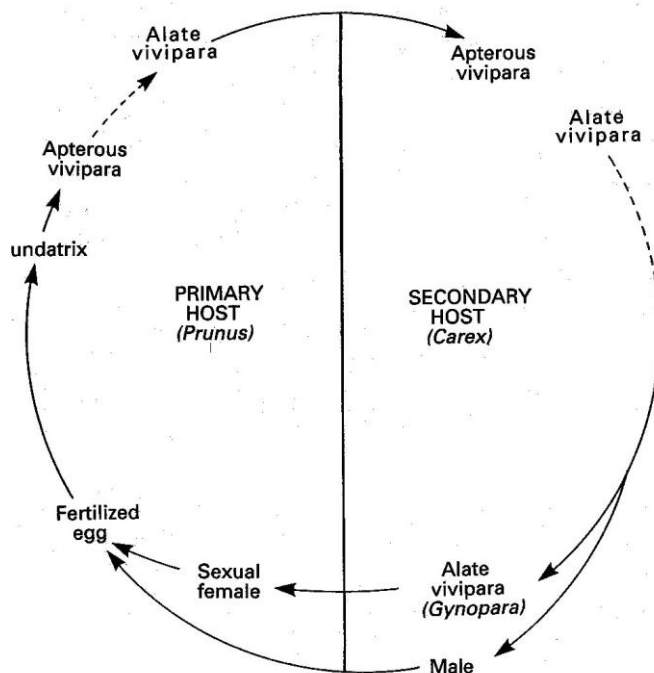 Alate
vivipara
Apterous
vivipara
Alate
vivipara
Apterous
vivipara
undatrix
PRIMARY
HOST
(Prunus)
SECONDARY
HOST
(Carex)
Fertilized
egg
Sexual
female
Alate
vivipara
(Gynopara)
Male